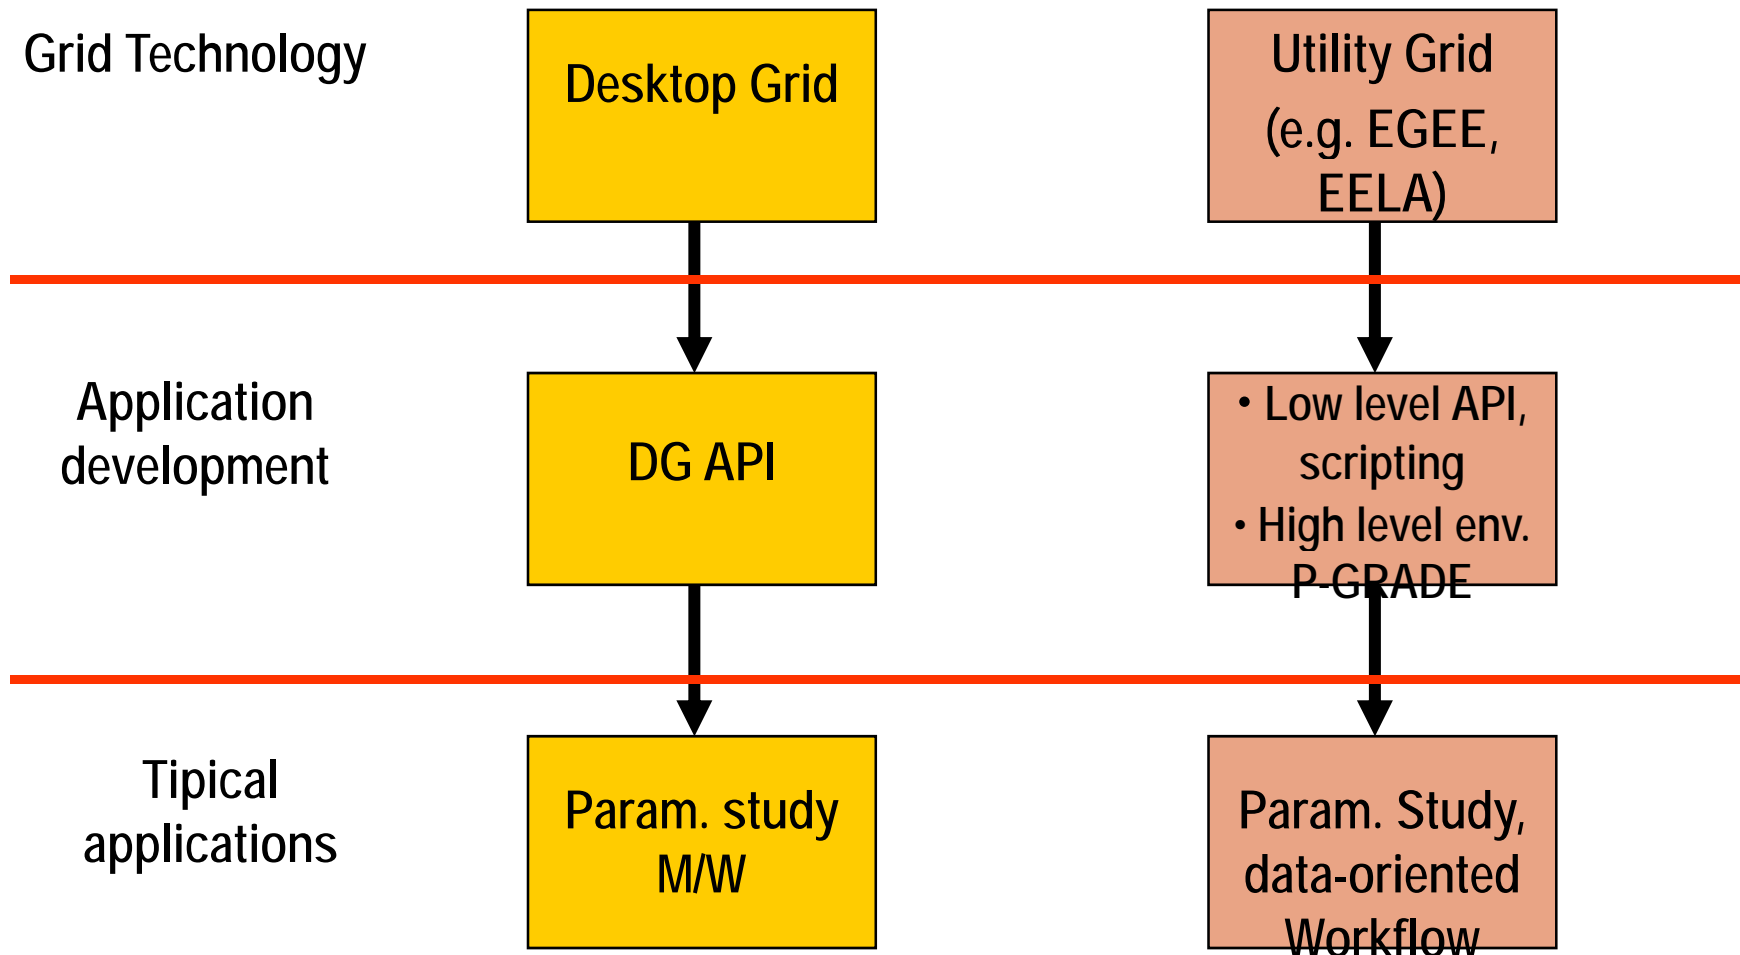 Grid Technology
Desktop Grid
Utility Grid
(e.g. EGEE,
EELA)
Application
development
DG API
• Low level API,
scripting
• High level env.
P-GRADE
Tipical
applications
Param. study
M/W
Param. Study,
data-oriented
Workflow